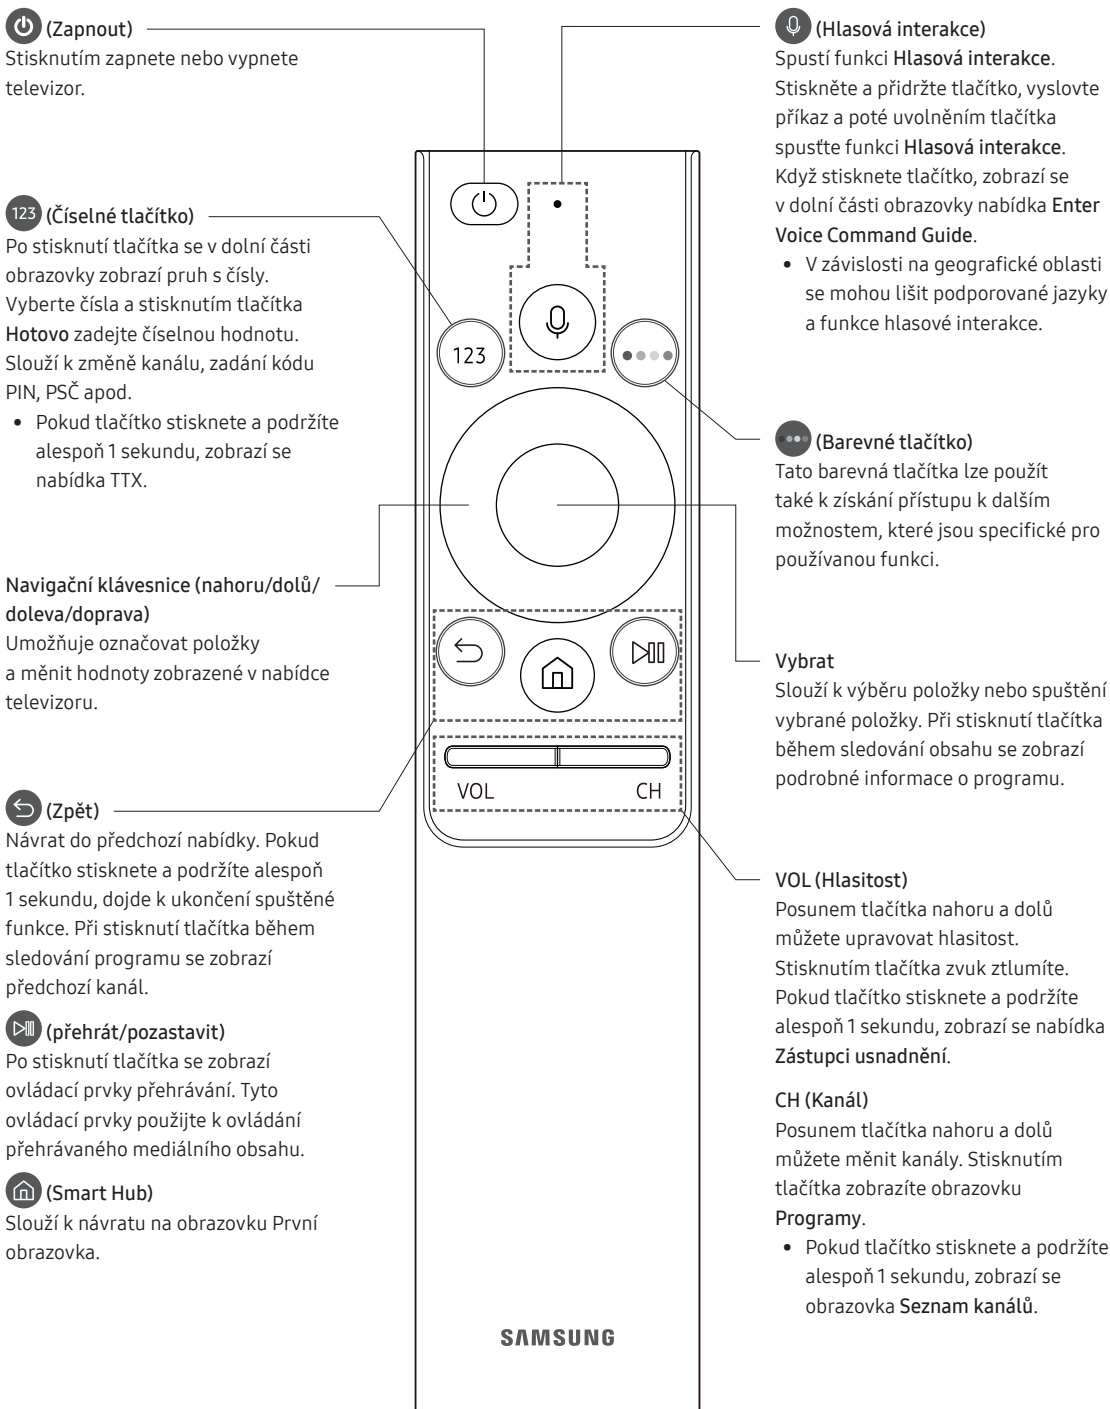 (Zapnout)
Stisknutím zapnete nebo vypnete
televizor.
123 (Číselné tlačítko)
Po stisknutí tlačítka se v dolní části
obrazovky zobrazí pruh s čísly.
Vyberte čísla a stisknutím tlačítka
Hotovo zadejte číselnou hodnotu.
Slouží k změně kanálu, zadání kódu
PIN, PSČ apod.
• Pokud tlačítko stisknete a podržíte
alespoň 1 sekundu, zobrazí se
nabídka TTX.
Navigační klávesnice (nahoru/dolů/
doleva/doprava)
Umožňuje označovat položky
a měnit hodnoty zobrazené v nabídce
televizoru.
(Zpět)
Návrat do předchozí nabídky. Pokud
tlačítko stisknete a podržíte alespoň
1 sekundu, dojde k ukončení spuštěné
funkce. Při stisknutí tlačítka během
sledování programu se zobrazí
předchozí kanál.
(přehrát/pozastavit)
Po stisknutí tlačítka se zobrazí
ovládací prvky přehrávání. Tyto
ovládací prvky použijte k ovládání
přehrávaného mediálního obsahu.
(Smart Hub)
Slouží k návratu na obrazovku První
obrazovka.
123
VOL
CH
SAMSUNG
(Hlasová interakce)
Spustí funkci Hlasová interakce.
Stiskněte a přidržte tlačítko, vyslovte
příkaz a poté uvolněním tlačítka
spusťte funkci Hlasová interakce.
Když stisknete tlačítko, zobrazí se
v dolní části obrazovky nabídka Enter
Voice Command Guide.
• V závislosti na geografické oblasti
se mohou lišit podporované jazyky
a funkce hlasové interakce.
(Barevné tlačítko)
Tato barevná tlačítka lze použít
také k získání přístupu k dalším
možnostem, které jsou specifické pro
používanou funkci.
Vybrat
Slouží k výběru položky nebo spuštění
vybrané položky. Při stisknutí tlačítka
během sledování obsahu se zobrazí
podrobné informace o programu.
VOL (Hlasitost)
Posunem tlačítka nahoru a dolů
můžete upravovat hlasitost.
Stisknutím tlačítka zvuk ztlumíte.
Pokud tlačítko stisknete a podržíte
alespoň 1 sekundu, zobrazí se nabídka
Zástupci usnadnění.
CH (Kanál)
Posunem tlačítka nahoru a dolů
můžete měnit kanály. Stisknutím
tlačítka zobrazíte obrazovku
Programy.
• Pokud tlačítko stisknete a podržíte
alespoň 1 sekundu, zobrazí se
obrazovka Seznam kanálů.